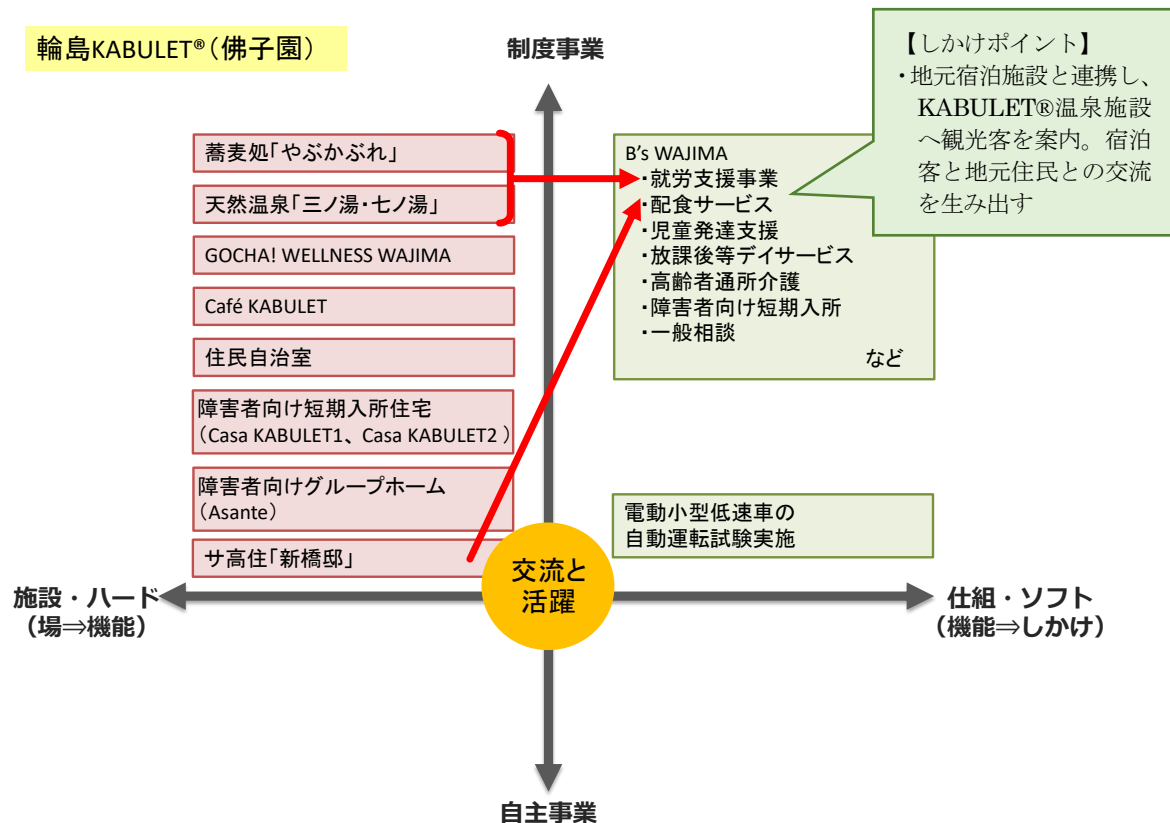 輪島KABULET®（佛子園）
制度事業
【しかけポイント】
・地元宿泊施設と連携し、
KABULET®温泉施設
へ観光客を案内。宿泊
客と地元住民との交流
を生み出す
蕎麦処「やぶかぶれ」
天然温泉「三ノ湯・七ノ湯」
GOCHA! WELLNESS WAJIMA
Café KABULET
住民自治室
障害者向け短期入所住宅
（Casa KABULET1、Casa KABULET2）
障害者向けグループホーム
（Asante）
サ高住「新橋邸」
B's WAJIMA
・就労支援事業
・配食サービス
・児童発達支援
・放課後等デイサービス
・高齢者通所介護
・障害者向け短期入所
・一般相談
など
電動小型低速車の
自動運転試験実施
交流と
活躍
施設・ハード
（場⇒機能）
仕組・ソフト
（機能⇒しかけ）
自主事業